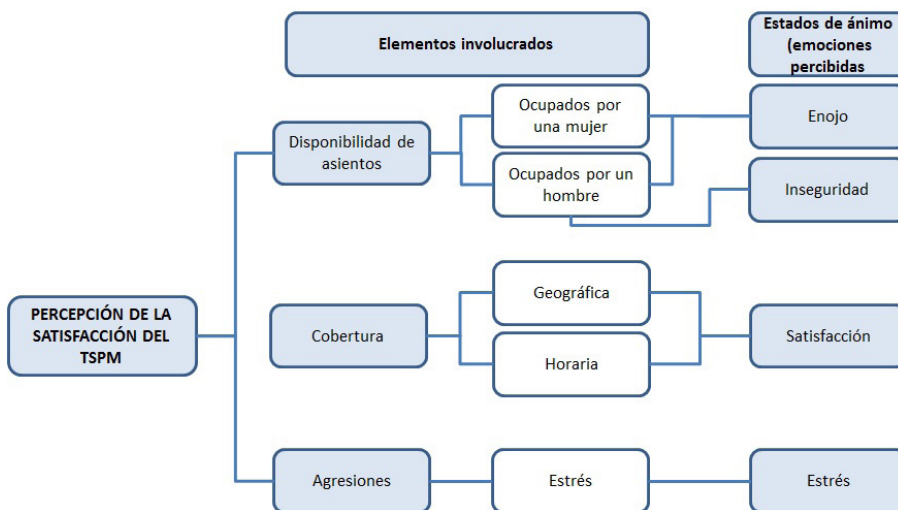 Elementos involucrados
Estados de ánimo
(emociones
percibidas
Ocupados por
una mujer
Enojo
Disponibilidad de
asientos
Ocupados por un
hombre
Inseguridad
PERCEPCIÓN DE LA
SATISFACCIÓN DEL
TSPM
Geográfica
Cobertura
Satisfacción
Horaria
Agresiones
Estrés
Estrés